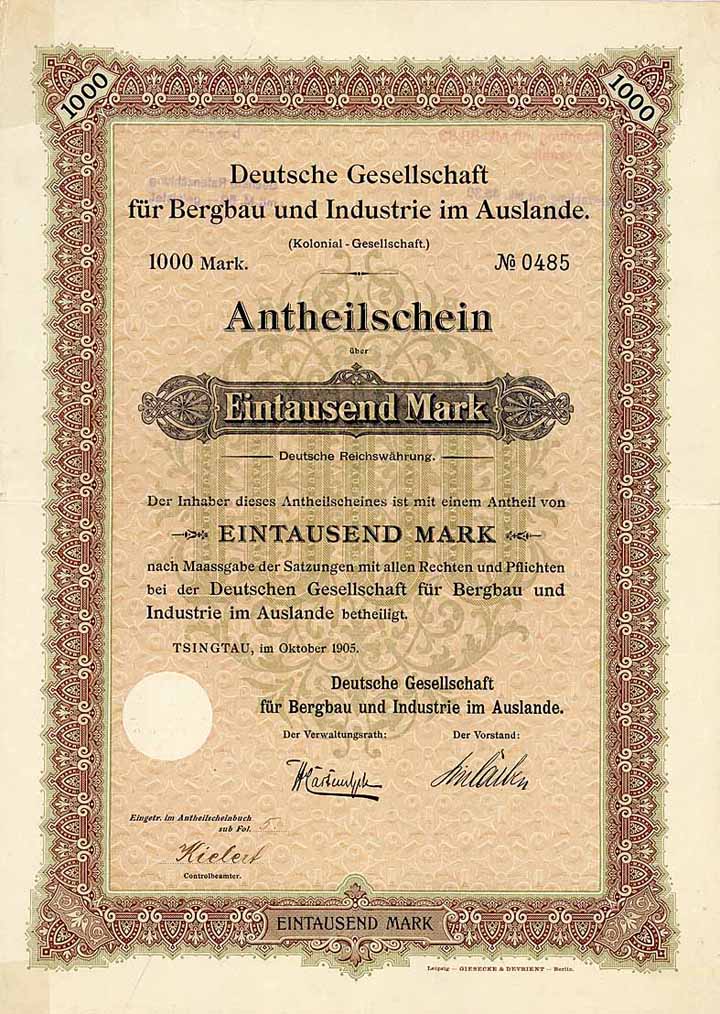 1000
1000
Deutsche Gesellschaft
für Bergbau und Industrie im Auslande.
(Kolonial-Gesellschaft.)
1000 Mark.
№ 0485
Antheilschein
über
Eintausend Mark
Deutsche Reichswährung.
Der Inhaber dieses Antheilscheines ist mit einem Antheil von
EINTAUSEND MARK
nach Maassgabe der Satzungen mit allen Rechten und Pflichten
bei der Deutschen Gesellschaft für Bergbau und
Industrie im Auslande betheiligt.
TSINGTAU, im Oktober 1905.
Deutsche Gesellschaft
für Bergbau und Industrie im Auslande.
Der Verwaltungsrath:
Der Vorstand:
Eingetr. im Antheilscheinbuch
sub Fol. 5.
Kielert
Controlbeamter.
1000
EINTAUSEND MARK
1000
Leipzig — GIESECKE & DEVRIENT — Berlin.